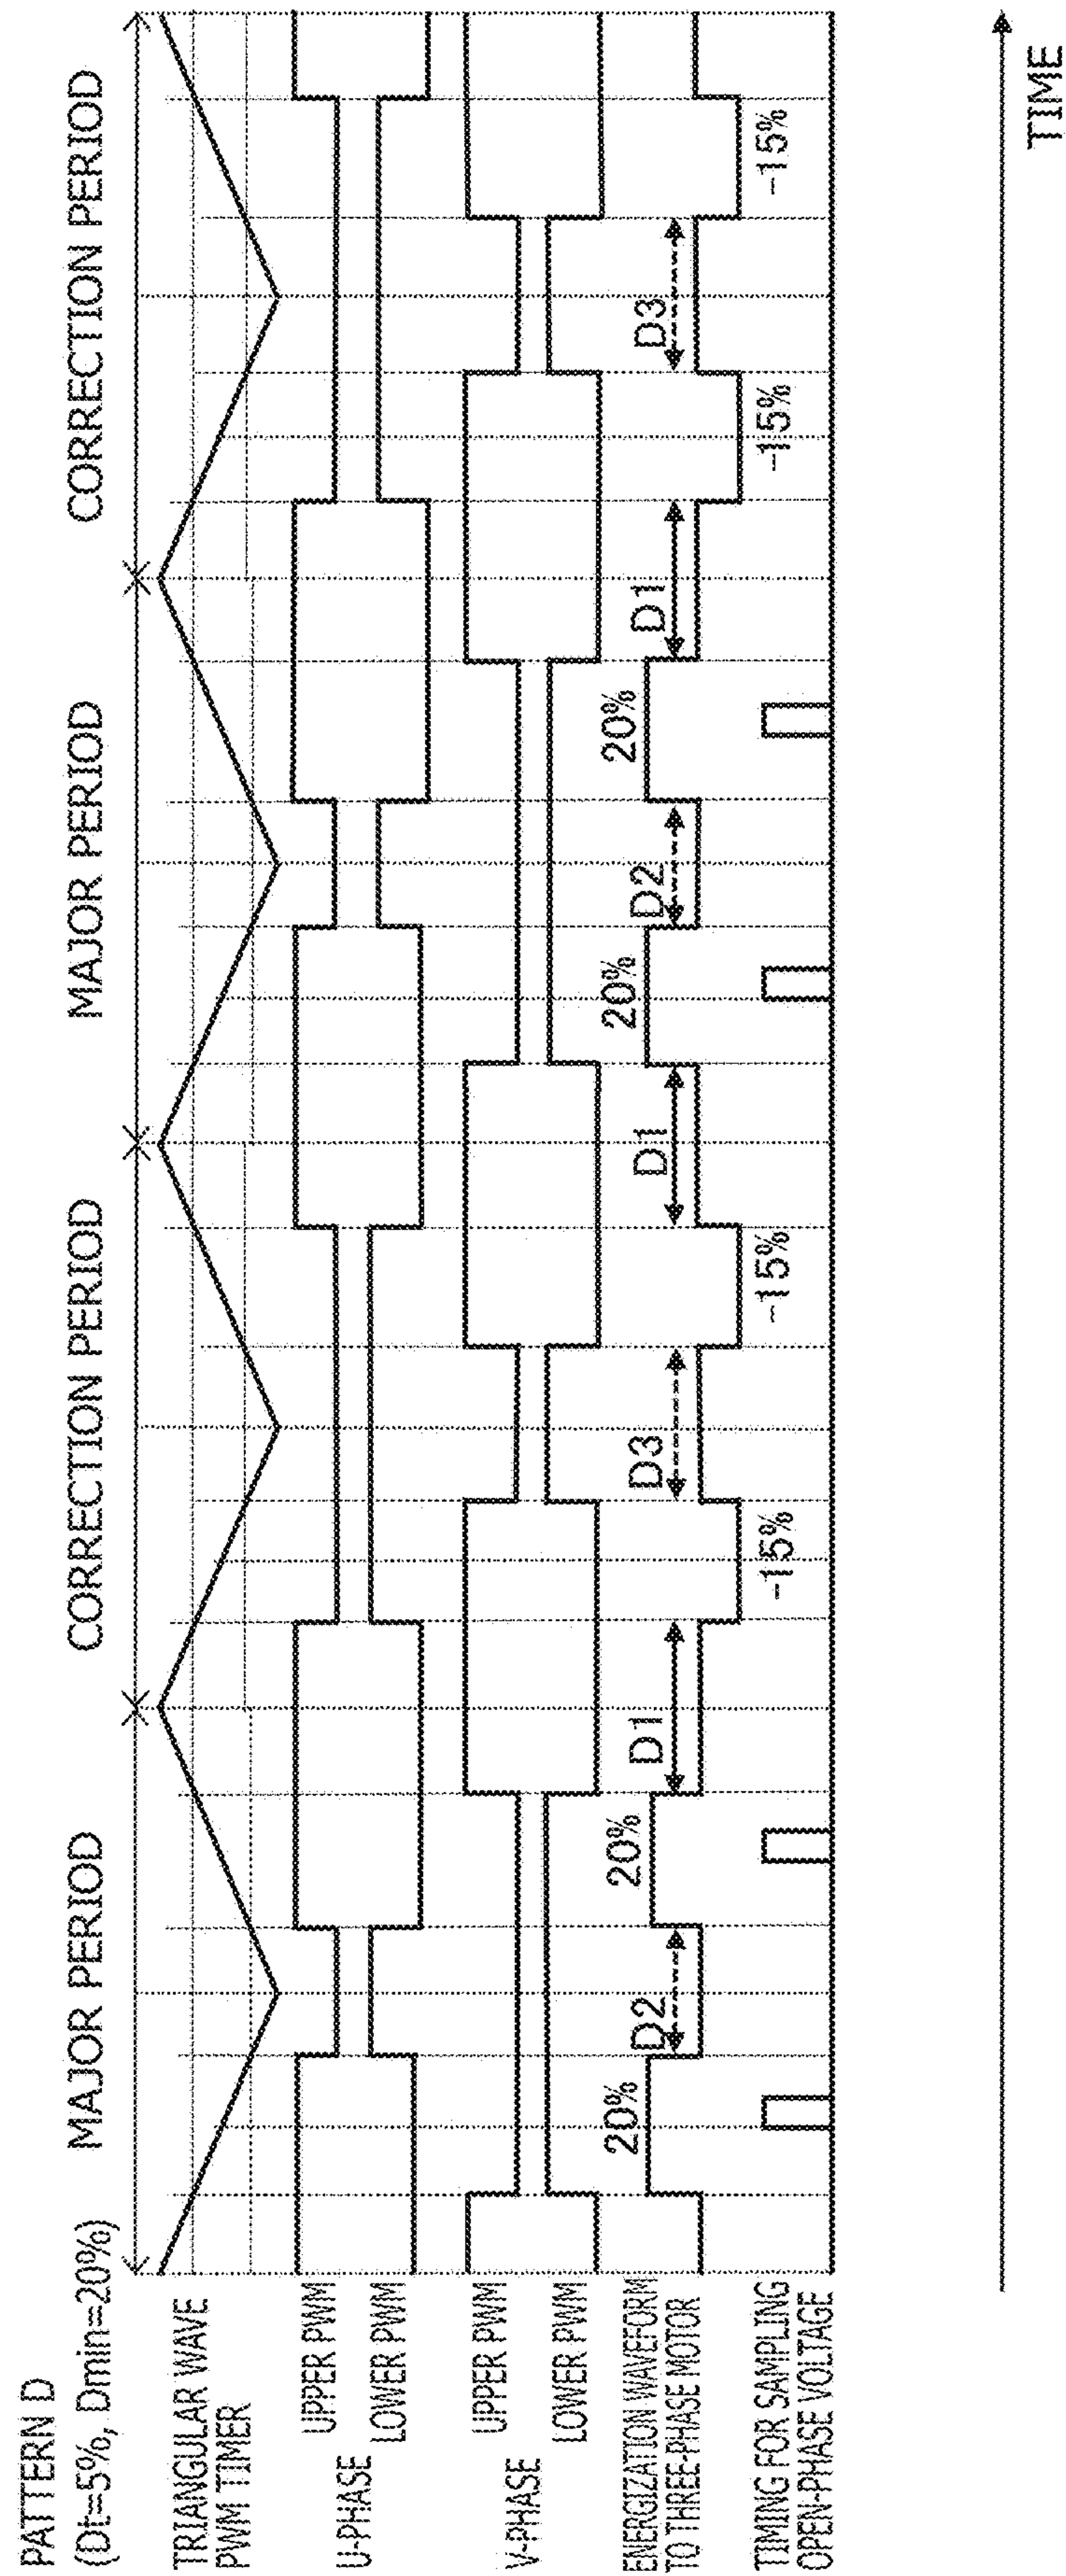 PATTERN D
(Dt=5%, Dmin=20%)
MAJOR PERIOD
CORRECTION PERIOD
MAJOR PERIOD
CORRECTION PERIOD
TRIANGULAR WAVE
PWM TIMER
U-PHASE
UPPER PWM
LOWER PWM
V-PHASE
UPPER PWM
LOWER PWM
ENERGIZATION WAVEFORM
TO THREE-PHASE MOTOR
20%
D2
20%
D1
-15%
D3
-15%
D1
20%
D2
20%
D1
-15%
D3
-15%
TIMING FOR SAMPLING
OPEN-PHASE VOLTAGE
TIME